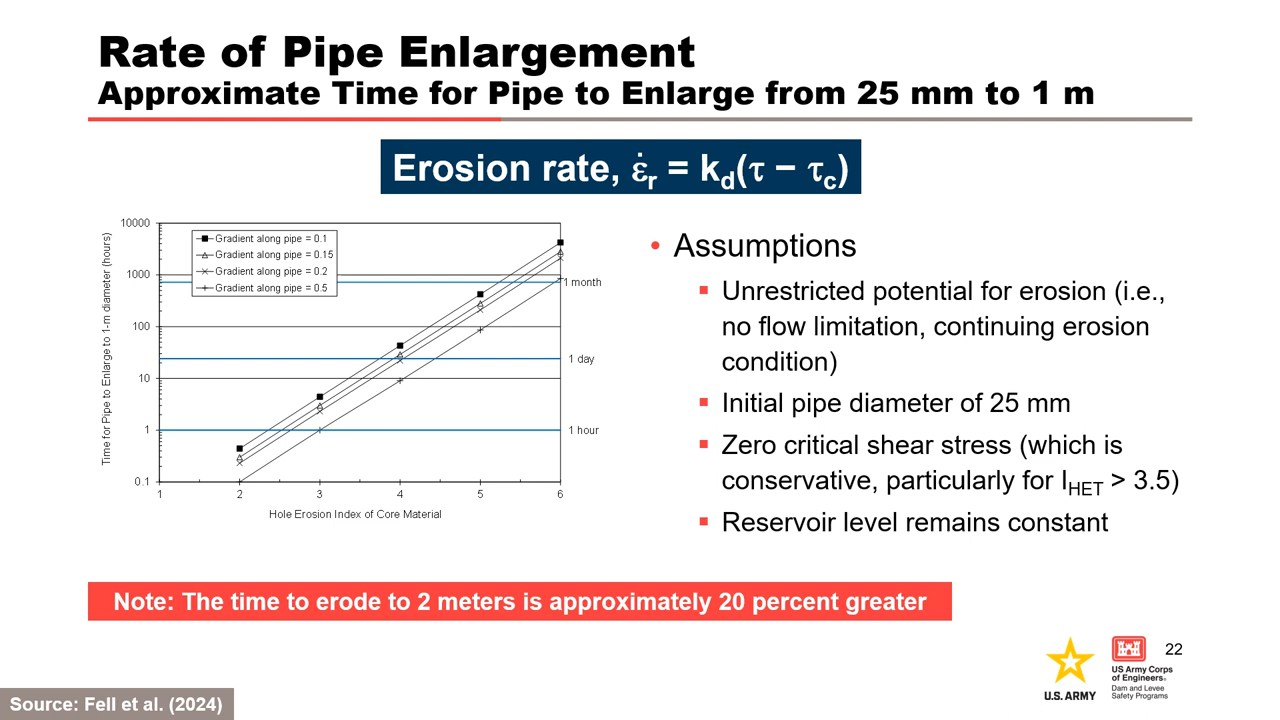 Rate of Pipe Enlargement
Approximate Time for Pipe to Enlarge from 25 mm to 1 m
Erosion rate, ε̇r = kd(τ − τc)
Time for Pipe to Enlarge to 1-m diameter (hours)
10000
1000
100
10
1
0.1
Gradient along pipe = 0.1
Gradient along pipe = 0.15
Gradient along pipe = 0.2
Gradient along pipe = 0.5
1 month
1 day
1 hour
1
2
3
4
5
6
Hole Erosion Index of Core Material
• Assumptions
▪ Unrestricted potential for erosion (i.e.,
no flow limitation, continuing erosion
condition)
▪ Initial pipe diameter of 25 mm
▪ Zero critical shear stress (which is
conservative, particularly for IHET > 3.5)
▪ Reservoir level remains constant
Note: The time to erode to 2 meters is approximately 20 percent greater
U.S. ARMY
US Army Corps
of Engineers®
Dam and Levee
Safety Programs
22
Source: Fell et al. (2024)